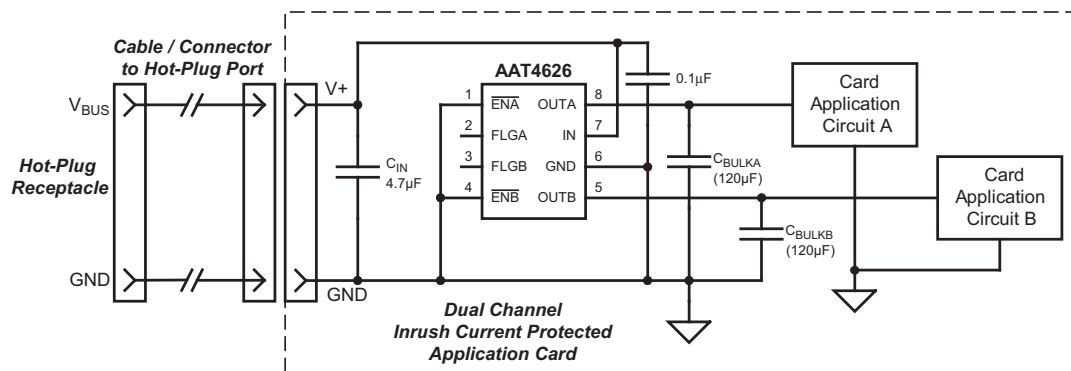 Cable / Connector
to Hot-Plug Port
V+
VBUS
Hot-Plug
Receptacle
GND
GND
CIN
4.7µF
AAT4626
0.1µF
1
ENA
OUTA
8
2
FLGA
IN
7
3
FLGB
GND
6
4
ENB
OUTB
5
CBULKA
(120µF)
CBULKB
(120µF)
Card
Application
Circuit A
Card
Application
Circuit B
Dual Channel
Inrush Current Protected
Application Card